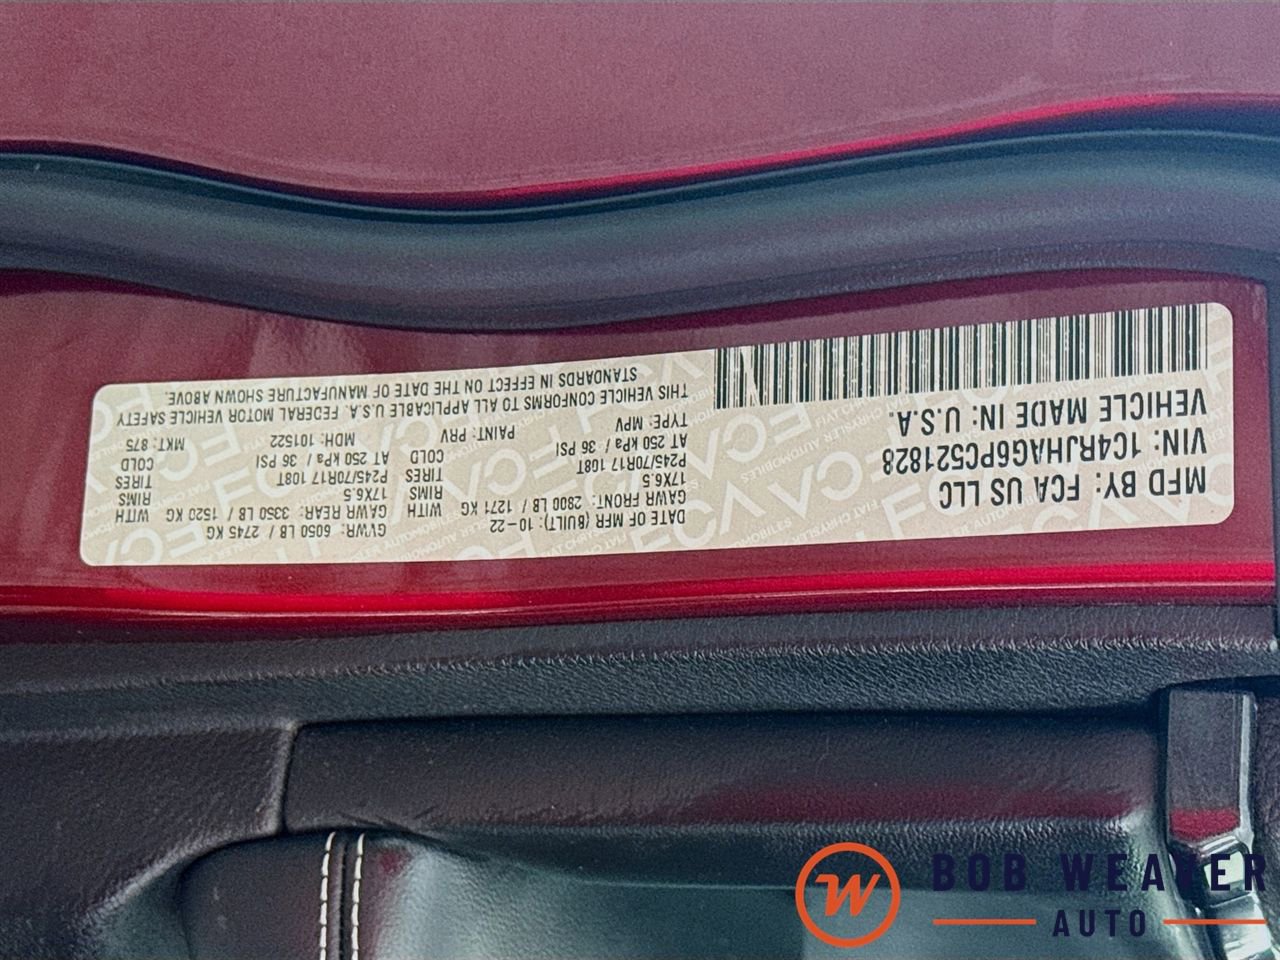 MFD BY: FCA US LLC
VIN: 1C4RJHAG6PC521828
VEHICLE MADE IN: U.S.A.
DATE OF MFR (BUILT): 10-22
GAWR FRONT: 2800 LB / 1271 KG
17X6.5
P245/70R17 108T
AT 250 kPa / 36 PSI
WITH
RIMS
TIRES
COLD
GVWR: 6050 LB / 2745 KG
GAWR REAR: 3350 LB / 1520 KG
17X6.5
P245/70R17 108T
AT 250 kPa / 36 PSI
WITH
RIMS
TIRES
COLD
TYPE: MPV PAINT: PRV MDH: 101522 MKT: 875
THIS VEHICLE CONFORMS TO ALL APPLICABLE U.S.A. FEDERAL MOTOR VEHICLE SAFETY
STANDARDS IN EFFECT ON THE DATE OF MANUFACTURE SHOWN ABOVE.
W
BOB WEAVER
AUTO